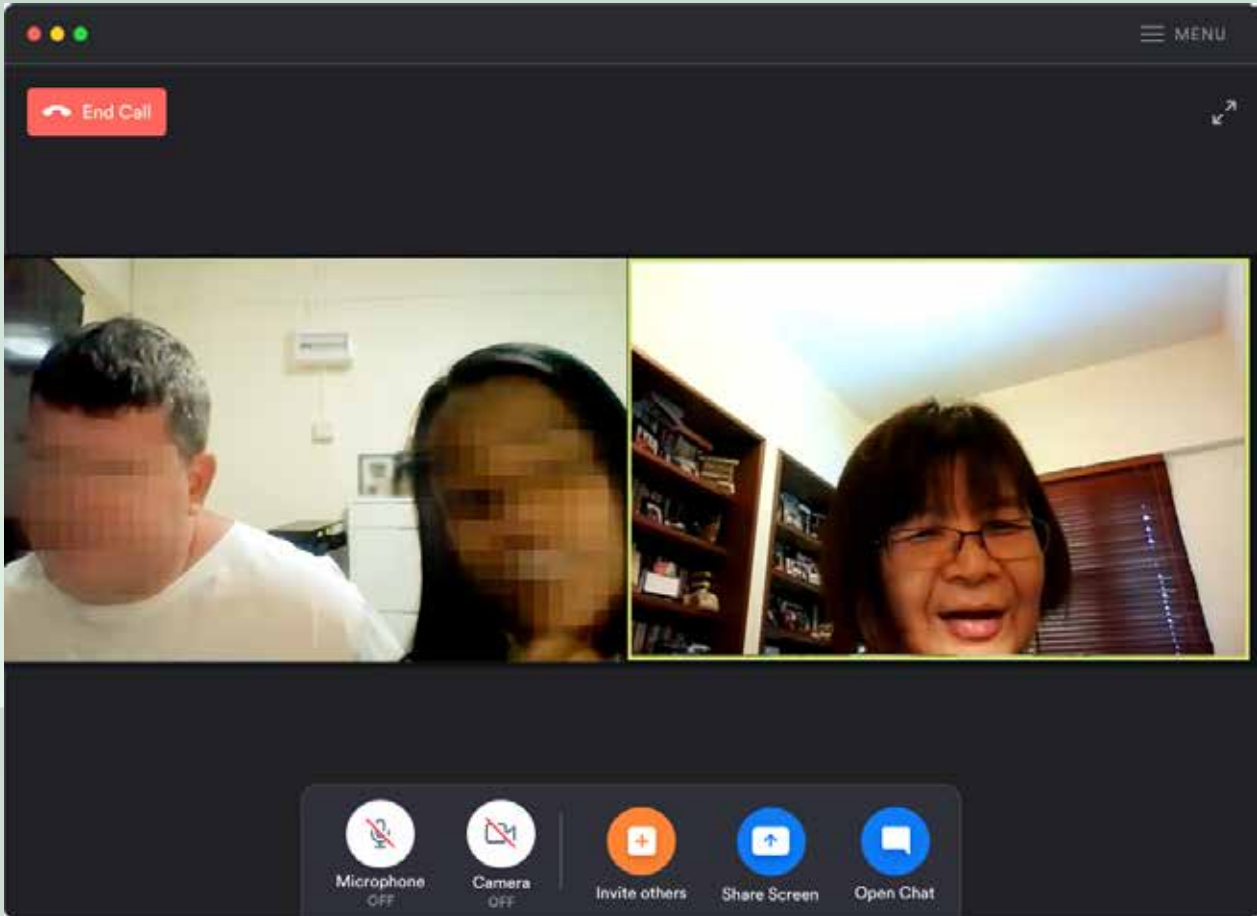 MENU
End Call
Microphone
OFF
Camera
OFF
Invite others
Share Screen
Open Chat